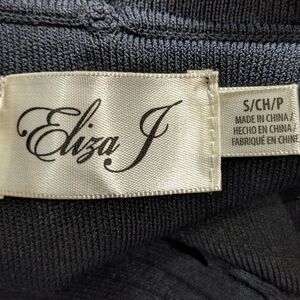 Eliza J
S/CH/P
MADE IN CHINA/
HECHO EN CHINA/
FABRIQUÉ EN CHINE